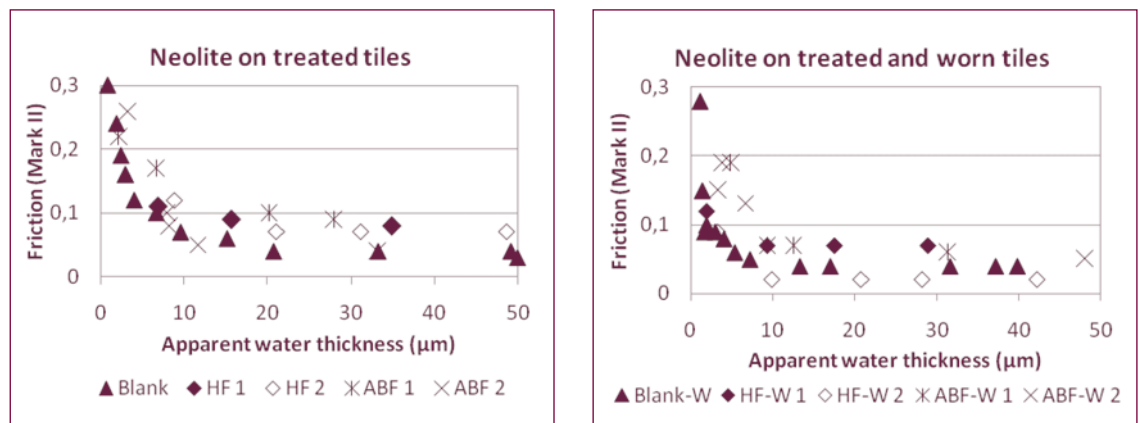 Neolite on treated tiles
0,3
0,2
0,1
0
Friction (Mark II)
0 10 20 30 40 50
Apparent water thickness (µm)
Blank HF 1 HF 2 ABF 1 ABF 2
Neolite on treated and worn tiles
0,3
0,2
0,1
0
Friction (Mark II)
0 10 20 30 40 50
Apparent water thickness (µm)
Blank-W HF-W 1 HF-W 2 ABF-W 1 ABF-W 2